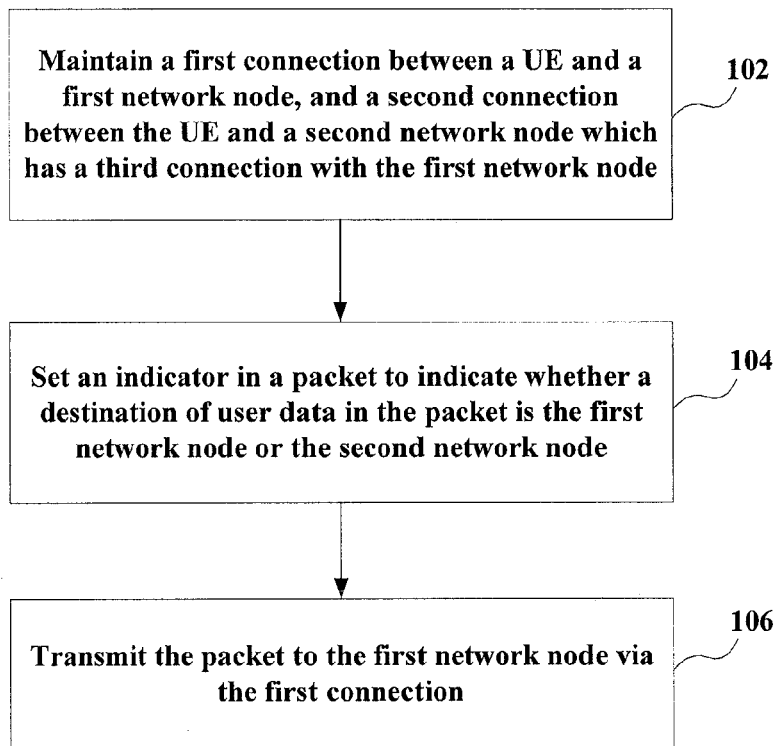 Maintain a first connection between a UE and a
first network node, and a second connection
between the UE and a second network node which
has a third connection with the first network node
102
Set an indicator in a packet to indicate whether a
destination of user data in the packet is the first
network node or the second network node
104
Transmit the packet to the first network node via
the first connection
106